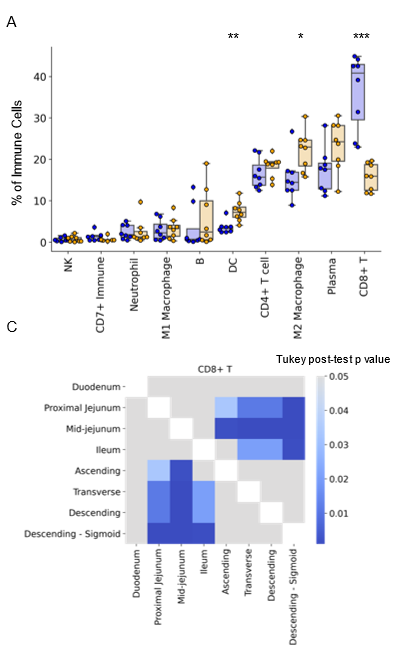 A
** * ***
% of Immune Cells
40
30
20
10
0
NK
CD7+ Immune
Neutrophil
M1 Macrophage
B
DC
CD4+ T cell
M2 Macrophage
Plasma
CD8+ T
C
Tukey post-test p value
CD8+ T
Duodenum
Proximal Jejunum
Mid-jejunum
Ileum
Ascending
Transverse
Descending
Descending - Sigmoid
0.05
0.04
0.03
0.02
0.01
Duodenum
Proximal Jejunum
Mid-jejunum
Ileum
Ascending
Transverse
Descending
Descending - Sigmoid